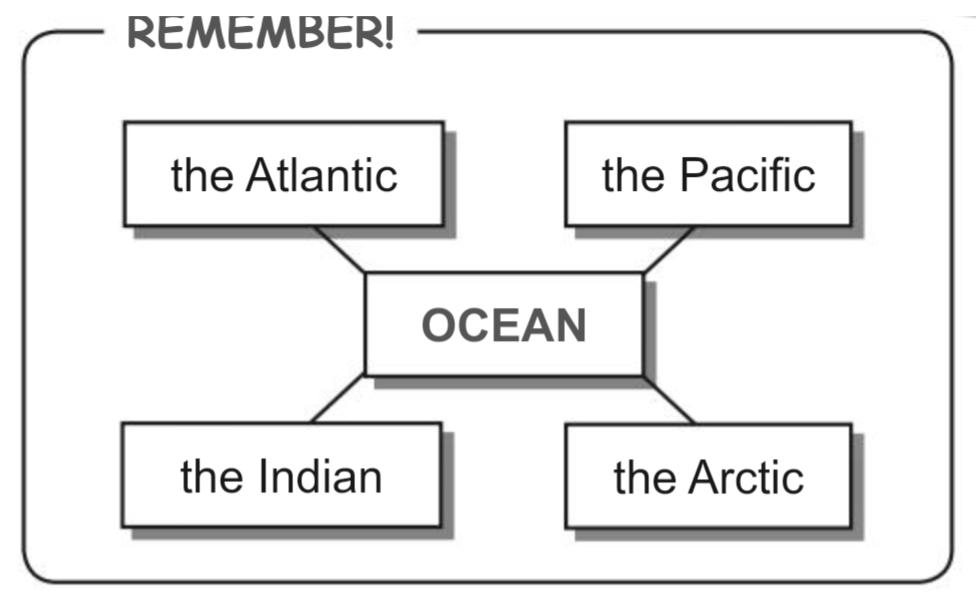 REMEMBER!
the Atlantic
the Pacific
OCEAN
the Indian
the Arctic